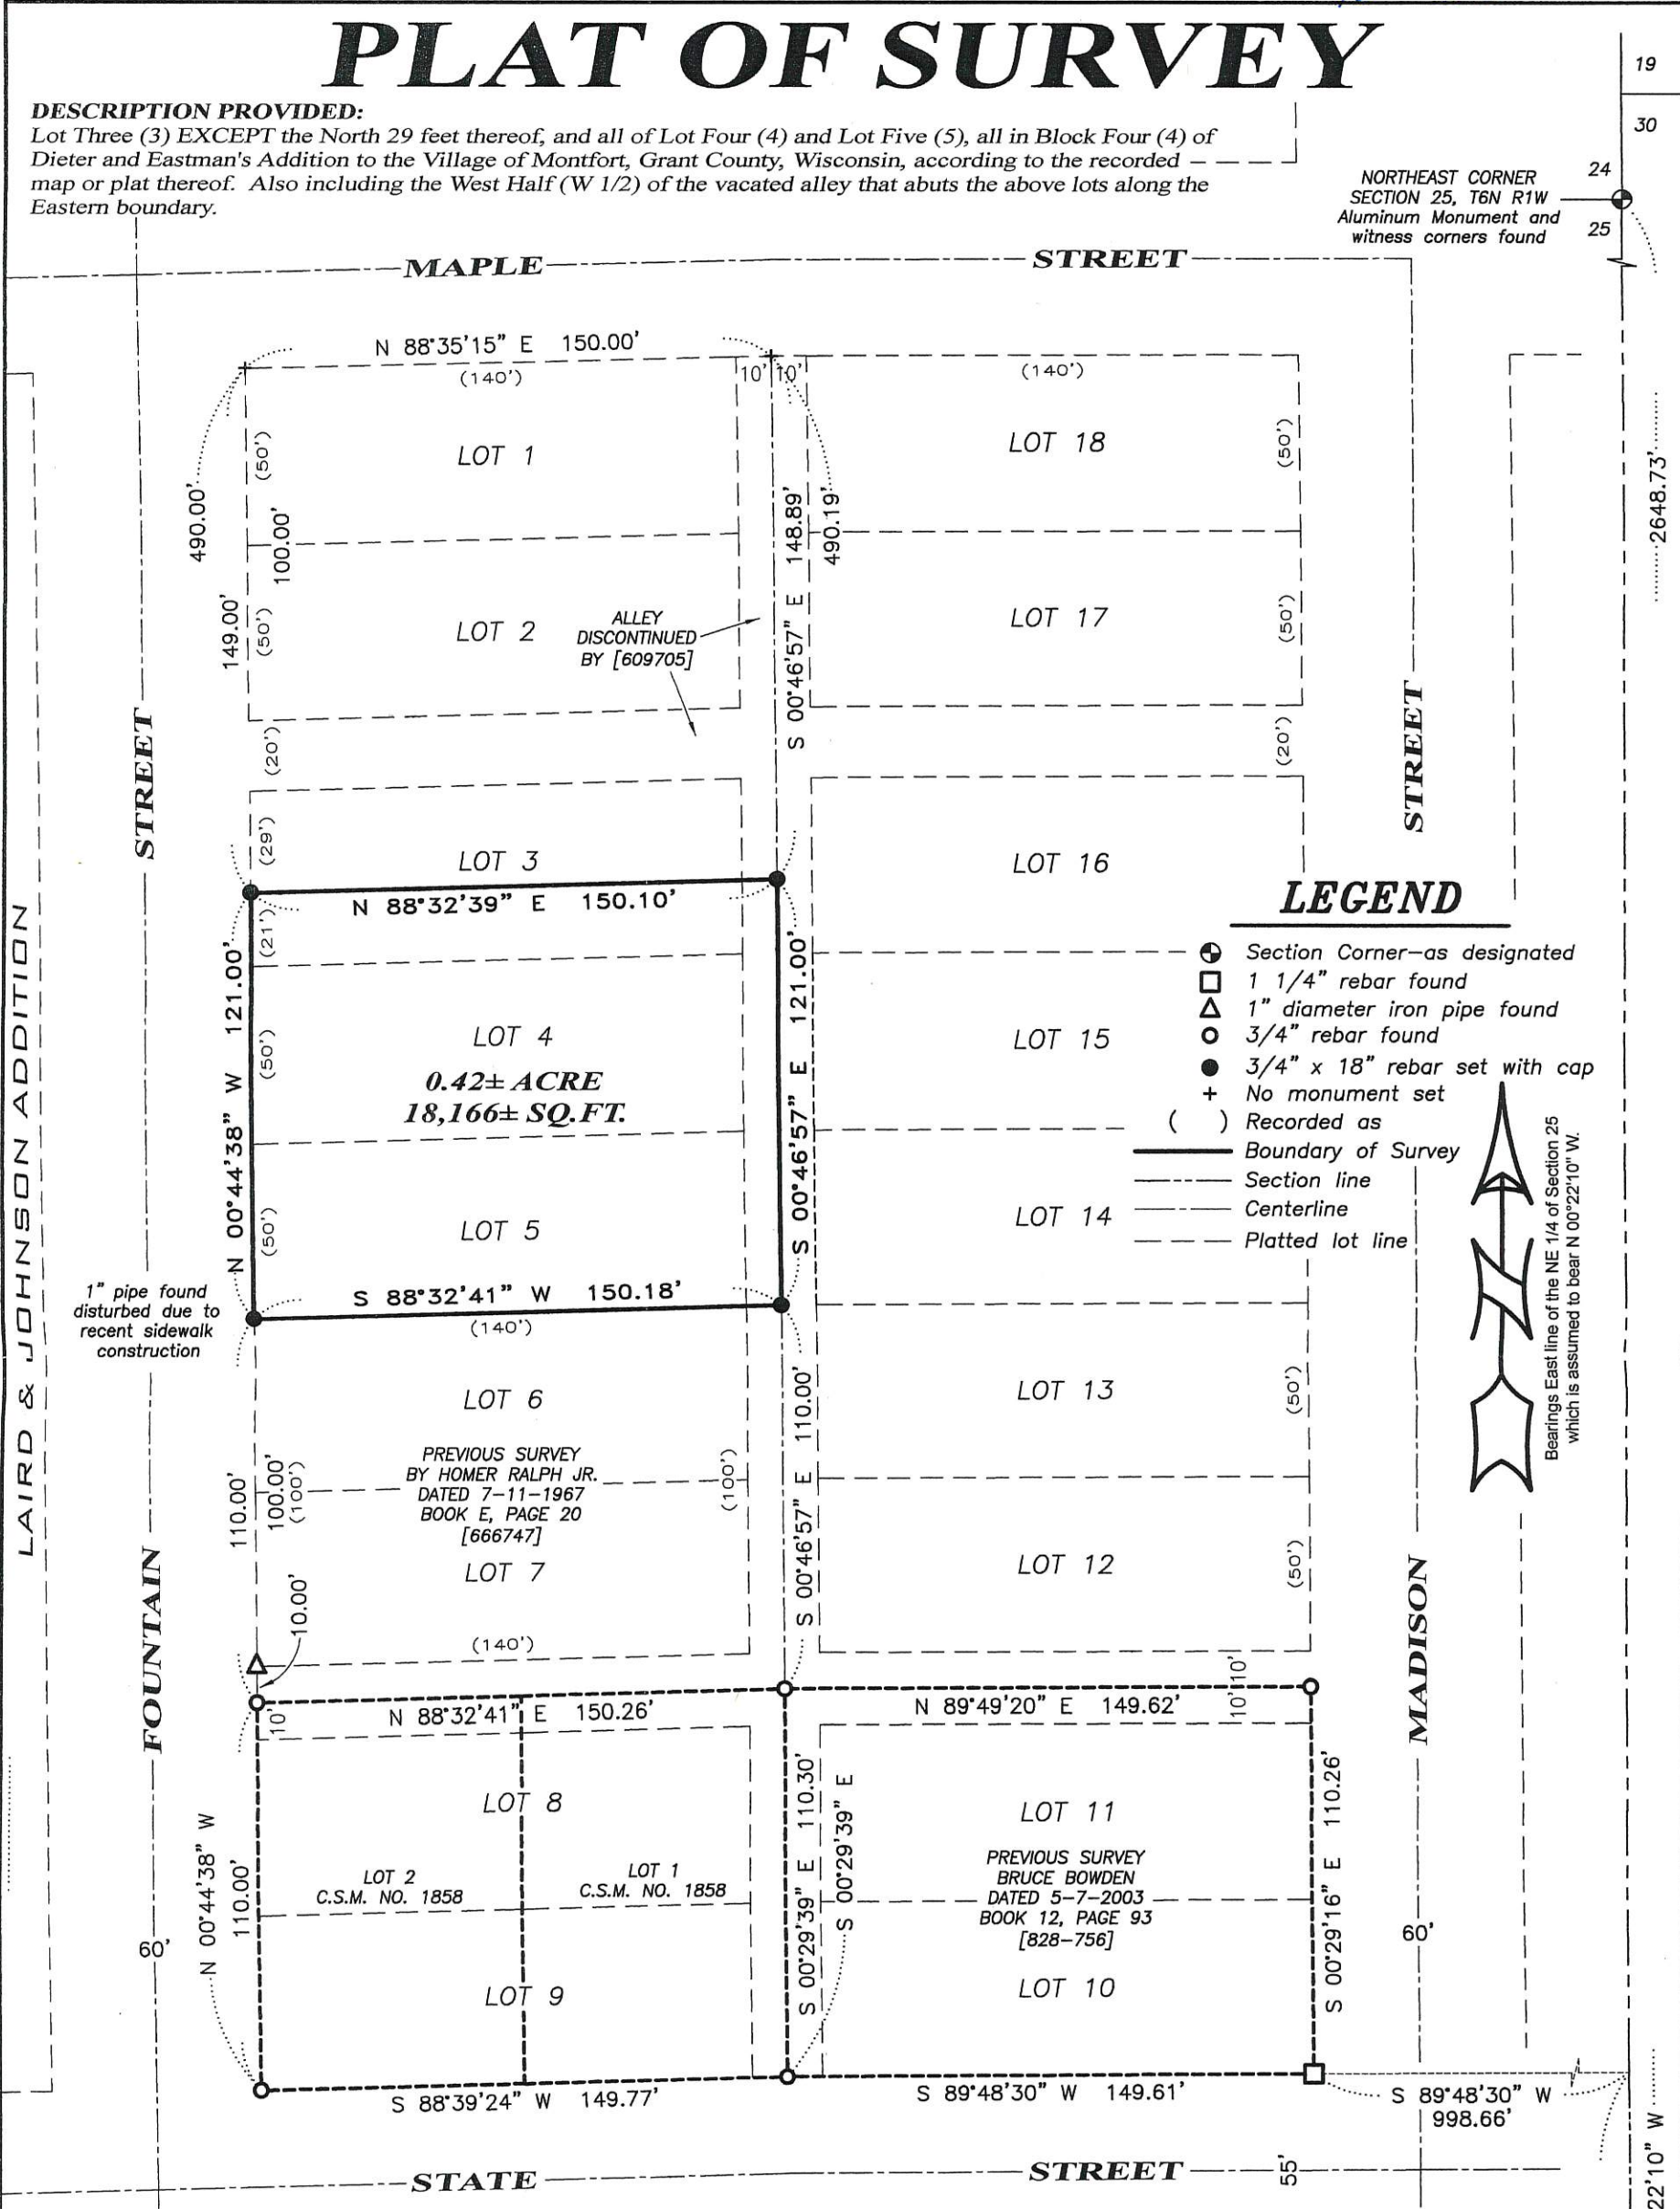 PLAT OF SURVEY
DESCRIPTION PROVIDED:
Lot Three (3) EXCEPT the North 29 feet thereof, and all of Lot Four (4) and Lot Five (5), all in Block Four (4) of
Dieter and Eastman's Addition to the Village of Montfort, Grant County, Wisconsin, according to the recorded
map or plat thereof. Also including the West Half (W 1/2) of the vacated alley that abuts the above lots along the
Eastern boundary.
19
30
24
25
NORTHEAST CORNER
SECTION 25, T6N R1W
Aluminum Monument and
witness corners found
MAPLE STREET
N 88°35'15" E 150.00'
(140')
10' 10'
(140')
LOT 1
(50')
LOT 18
(50')
490.00'
100.00'
149.00'
S 00°46'57" E 148.89'
490.19'
2648.73'
LOT 2
(50')
ALLEY
DISCONTINUED
BY [609705]
LOT 17
(50')
(20')
(20')
STREET
STREET
(29')
LOT 3
LOT 16
N 88°32'39" E 150.10'
(21')
LEGEND
Section Corner-as designated
1 1/4" rebar found
1" diameter iron pipe found
3/4" rebar found
3/4" x 18" rebar set with cap
+ No monument set
( ) Recorded as
Boundary of Survey
Section line
Centerline
Platted lot line
LAIRD & JOHNSON ADDITION
N 00°44'38" W 121.00'
LOT 4
(50')
0.42± ACRE
18,166± SQ.FT.
S 00°46'57" E 121.00'
LOT 15
LOT 14
LOT 5
(50')
S 88°32'41" W 150.18'
(140')
1" pipe found
disturbed due to
recent sidewalk
construction
N
Bearings East line of the NE 1/4 of Section 25
which is assumed to bear N 00°22'10" W.
LOT 6
LOT 13
(50')
PREVIOUS SURVEY
BY HOMER RALPH JR.
DATED 7-11-1967
BOOK E, PAGE 20
[666747]
110.00'
100.00'
(100')
(100')
S 00°46'57" E 110.00'
LOT 7
LOT 12
(50')
10.00'
(140')
FOUNTAIN
MADISON
10'
N 88°32'41" E 150.26'
N 89°49'20" E 149.62'
10' 10'
LOT 8
LOT 11
LOT 2
C.S.M. NO. 1858
LOT 1
C.S.M. NO. 1858
PREVIOUS SURVEY
BRUCE BOWDEN
DATED 5-7-2003
BOOK 12, PAGE 93
[828-756]
N 00°44'38" W
110.00'
S 00°29'39" E 110.30'
S 00°29'39" E
S 00°29'16" E 110.26'
60'
60'
LOT 9
LOT 10
S 88°39'24" W 149.77'
S 89°48'30" W 149.61'
S 89°48'30" W
998.66'
STATE STREET
55'
22'10" W